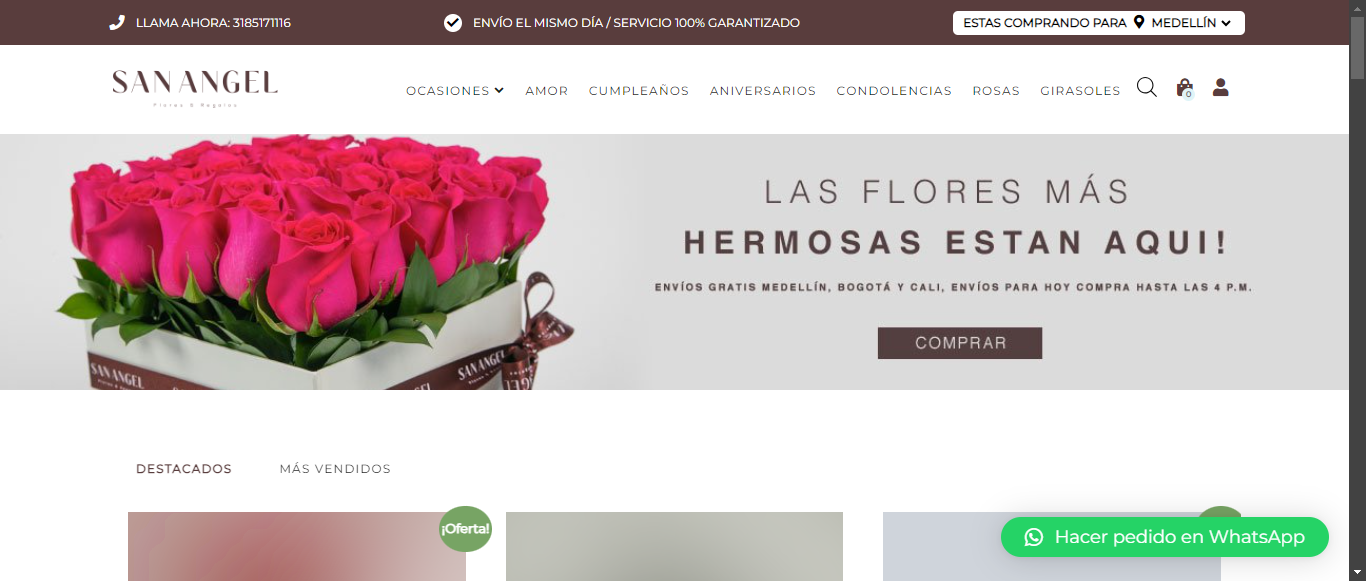 LLAMA AHORA: 3185171116
ENVÍO EL MISMO DÍA / SERVICIO 100% GARANTIZADO
ESTAS COMPRANDO PARA MEDELLÍN
SAN ANGEL
Flores & Regalos
OCASIONES AMOR CUMPLEAÑOS ANIVERSARIOS CONDOLENCIAS ROSAS GIRASOLES
0
LAS FLORES MÁS
HERMOSAS ESTAN AQUI!
ENVÍOS GRATIS MEDELLÍN, BOGOTÁ Y CALI, ENVÍOS PARA HOY COMPRA HASTA LAS 4 P.M.
COMPRAR
SAN ANGEL
SAN ANGEL
DESTACADOS MÁS VENDIDOS
¡Oferta!
Hacer pedido en WhatsApp